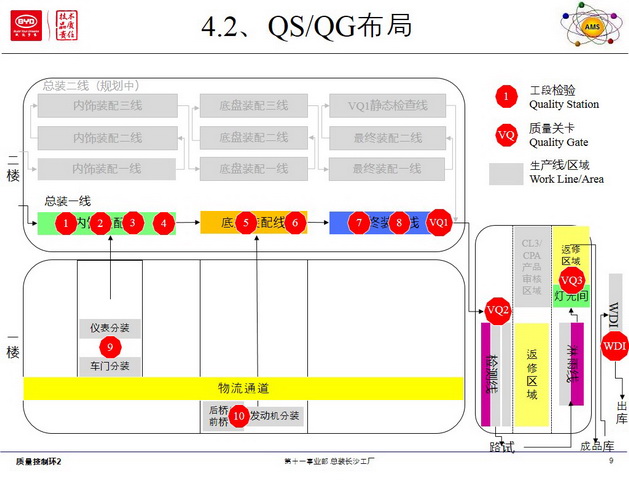 BYD
技术
品质
责任
4.2、QS/QG布局
AMS
总装二线（规划中）
内饰装配三线
底盘装配三线
VQ1静态检查线
内饰装配二线
底盘装配二线
最终装配二线
内饰装配一线
底盘装配一线
最终装配一线
二楼
总装一线
1
2
3
4
5
6
7
8
VQ1
1
工段检验
Quality Station
VQ
质量关卡
Quality Gate
生产线/区域
Work Line/Area
一楼
仪表分装
9
车门分装
物流通道
后桥
前桥
10
发动机分装
CL3/
CPA
产品
审核
区域
返修
区域
VQ3
灯光间
VQ2
检测线
返修
区域
淋雨线
WDI
WDI
出库
路试
成品库
质量控制环2
第十一事业部 总装长沙工厂
9